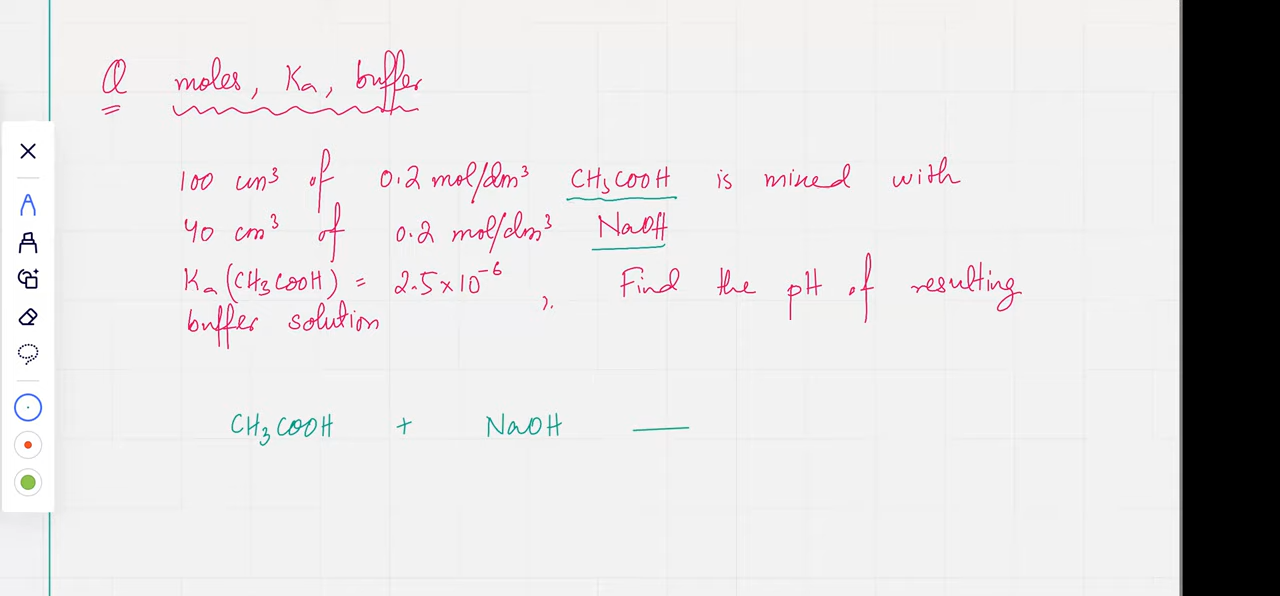 Q moles, Ka, buffer
100 cm³ of 0.2 mol/dm³ CH₃COOH is mixed with
40 cm³ of 0.2 mol/dm³ NaOH
Ka (CH₃COOH) = 2.5×10⁻⁶ ). Find the pH of resulting
buffer solution
CH₃COOH + NaOH —